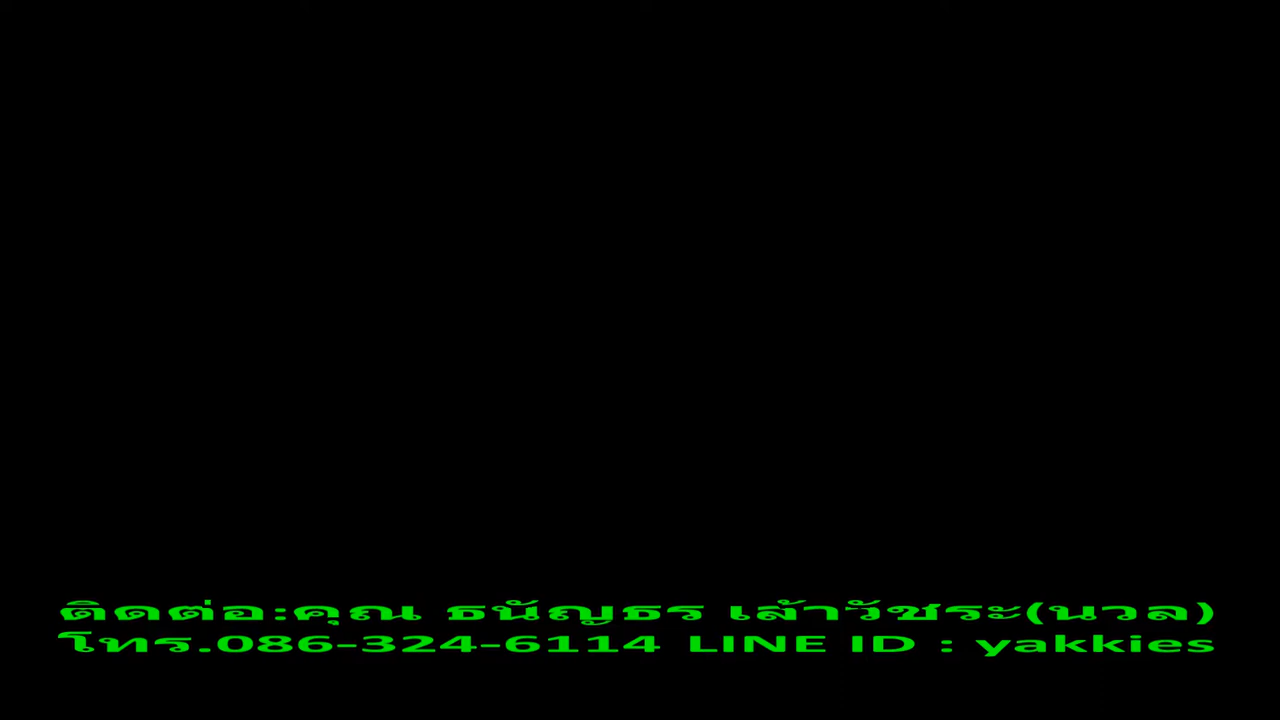 ติดต่อ:คุณ ธนัญธร เล้าวัชระ(นวล)
โทร.086-324-6114 LINE ID : yakkies